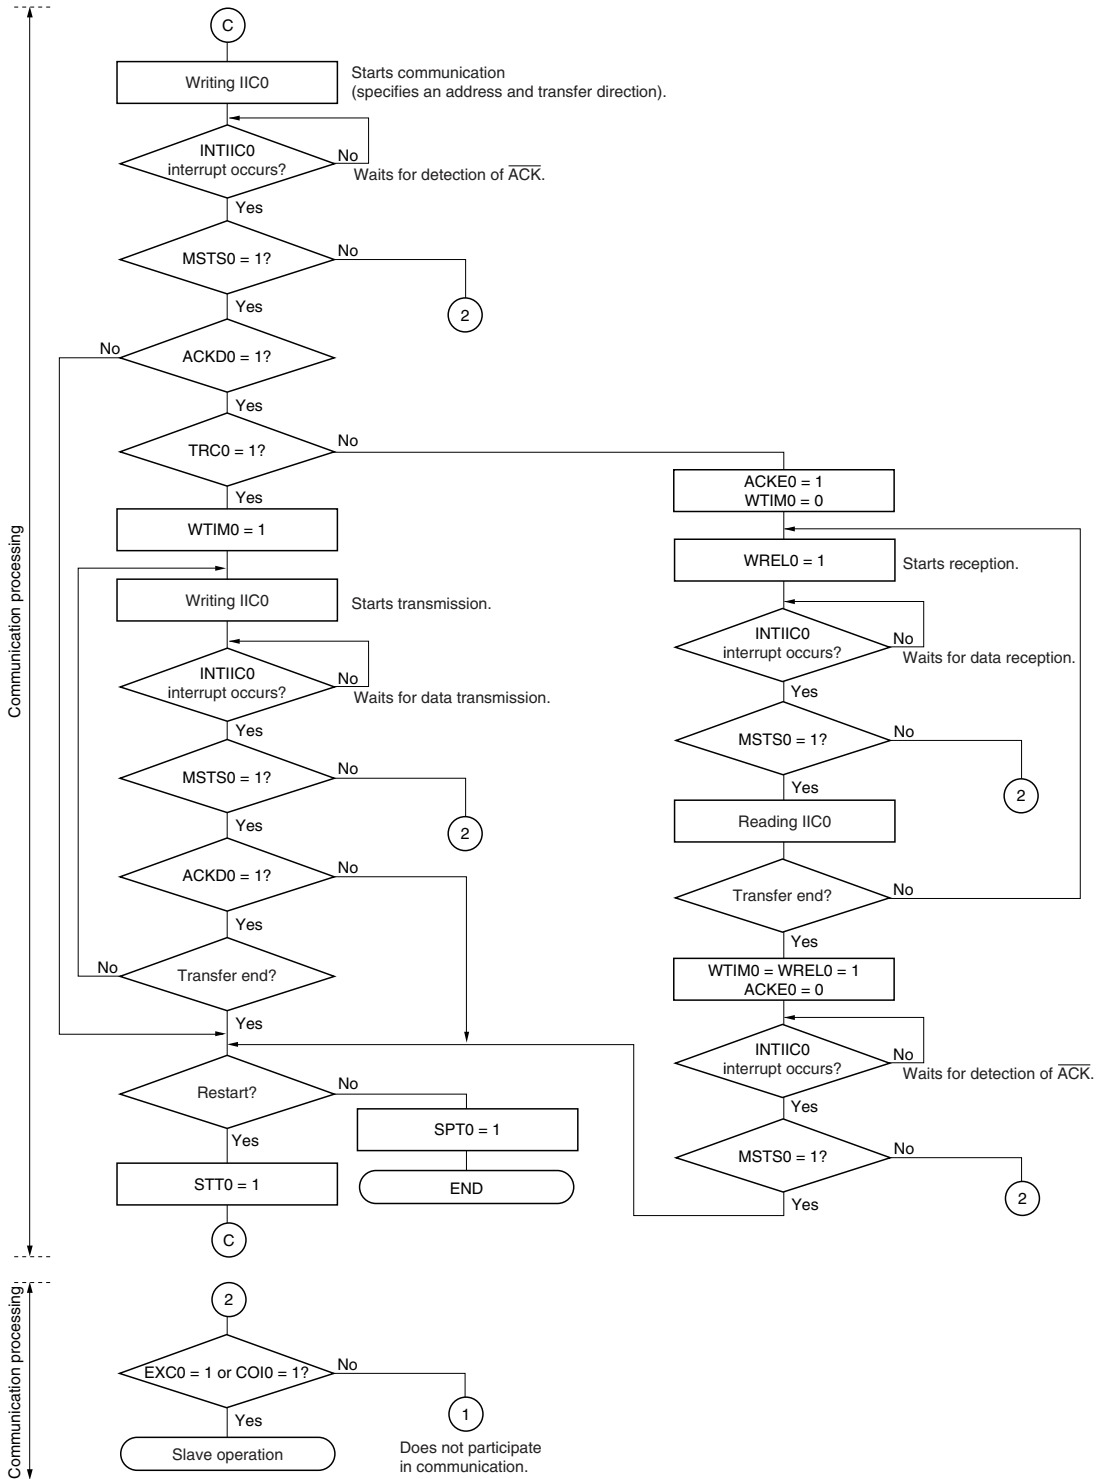 C
Writing IIC0
Starts communication
(specifies an address and transfer direction).
INTIIC0
interrupt occurs?
No
Waits for detection of A̅C̅K̅.
Yes
MSTS0 = 1?
No
2
Yes
No
ACKD0 = 1?
Yes
TRC0 = 1?
No
Yes
WTIM0 = 1
Writing IIC0
Starts transmission.
INTIIC0
interrupt occurs?
No
Waits for data transmission.
Yes
MSTS0 = 1?
No
2
Yes
ACKD0 = 1?
No
Yes
No
Transfer end?
Yes
Restart?
No
SPT0 = 1
END
Yes
STT0 = 1
C
ACKE0 = 1
WTIM0 = 0
WREL0 = 1
Starts reception.
INTIIC0
interrupt occurs?
No
Waits for data reception.
Yes
MSTS0 = 1?
No
2
Yes
Reading IIC0
Transfer end?
No
Yes
WTIM0 = WREL0 = 1
ACKE0 = 0
INTIIC0
interrupt occurs?
No
Waits for detection of A̅C̅K̅.
Yes
MSTS0 = 1?
No
2
Yes
Communication processing
2
EXC0 = 1 or COI0 = 1?
No
1
Does not participate
in communication.
Yes
Slave operation
Communication processing